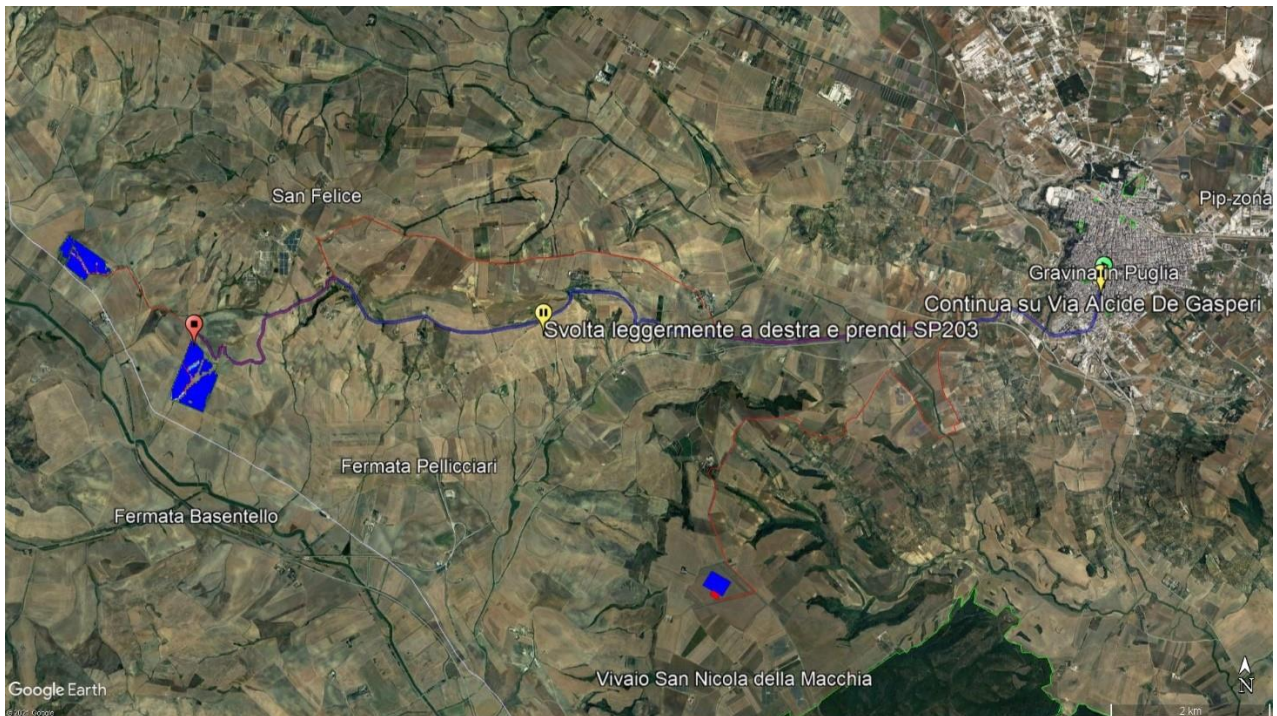 San Felice
Pip-zona
Gravina in Puglia
Continua su Via Alcide De Gasperi
Svolta leggermente a destra e prendi SP203
Fermata Pellicciari
Fermata Basentello
Vivaio San Nicola della Macchia
Google Earth
N
2 km